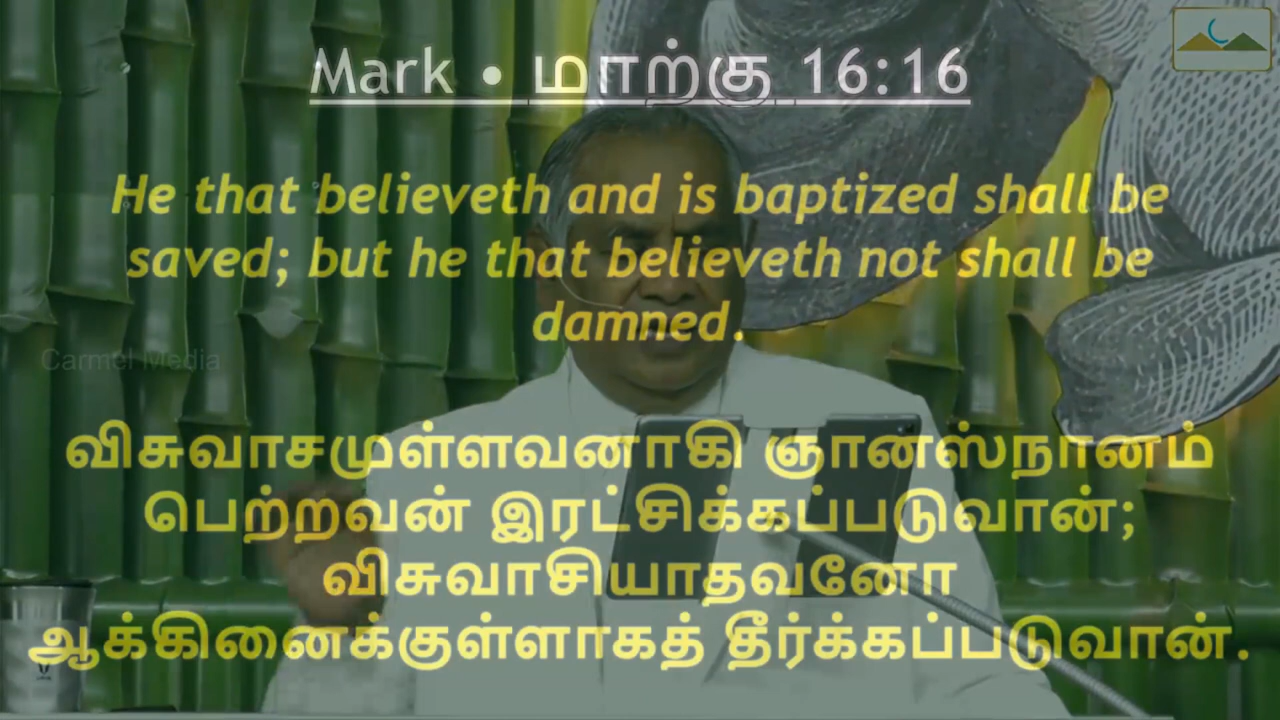 Mark • மாற்கு 16:16
He that believeth and is baptized shall be
saved; but he that believeth not shall be
damned.
Carmel Media
விசுவாசமுள்ளவனாகி ஞானஸ்நானம்
பெற்றவன் இரட்சிக்கப்படுவான்;
விசுவாசியாதவனோ
ஆக்கினைக்குள்ளாகத் தீர்க்கப்படுவான்.